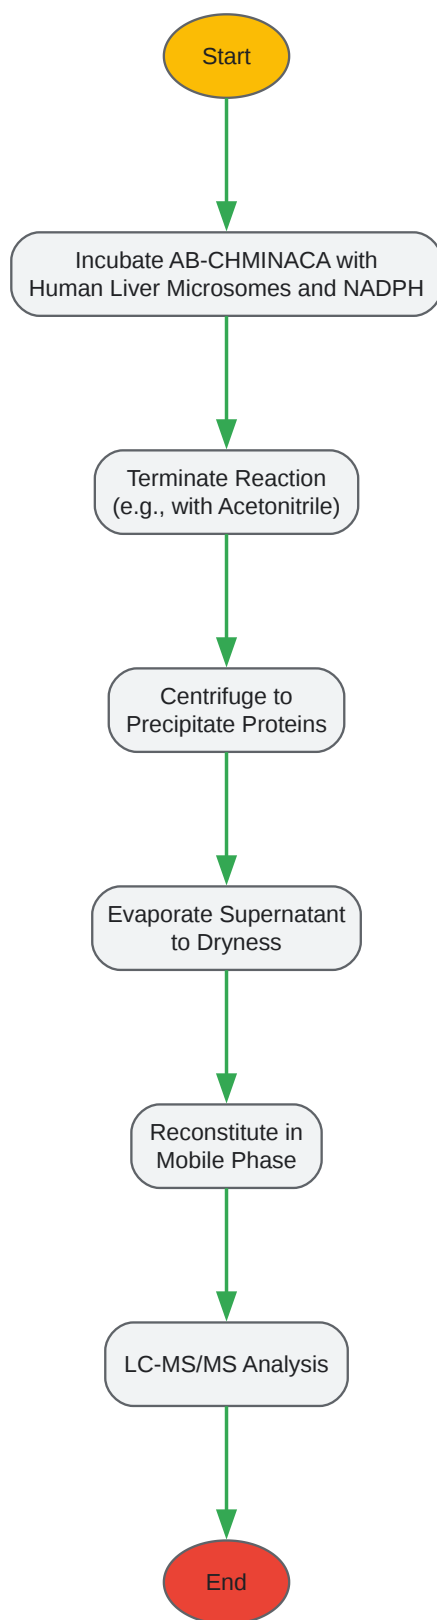 Start
Incubate AB-CHMINACA with
Human Liver Microsomes and NADPH
Terminate Reaction
(e.g., with Acetonitrile)
Centrifuge to
Precipitate Proteins
Evaporate Supernatant
to Dryness
Reconstitute in
Mobile Phase
LC-MS/MS Analysis
End